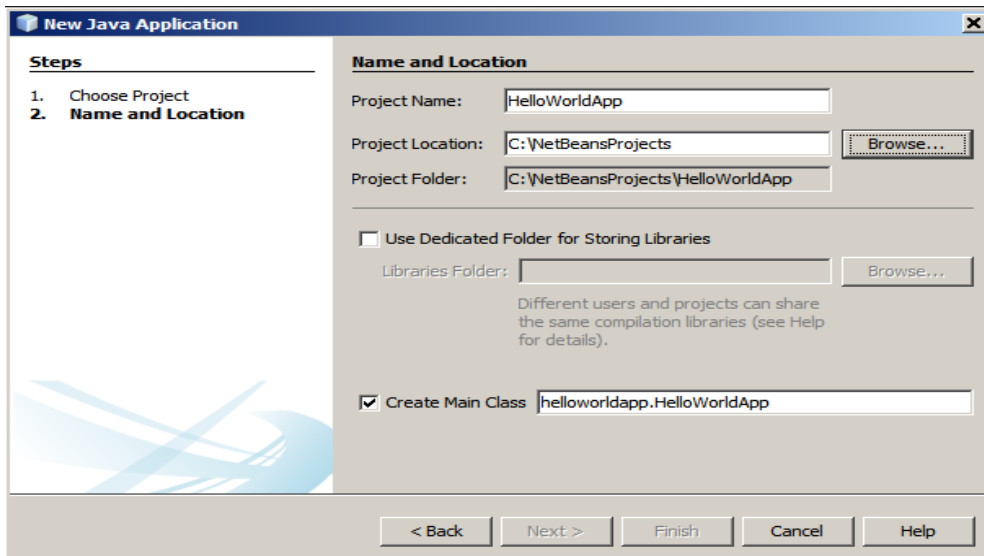 New Java Application
Steps
1. Choose Project
2. Name and Location
Name and Location
Project Name: HelloWorldApp
Project Location: C:\NetBeansProjects Browse...
Project Folder: C:\NetBeansProjects\HelloWorldApp
Use Dedicated Folder for Storing Libraries
Libraries Folder: Browse...
Different users and projects can share
the same compilation libraries (see Help
for details).
Create Main Class helloworldapp.HelloWorldApp
< Back Next > Finish Cancel Help